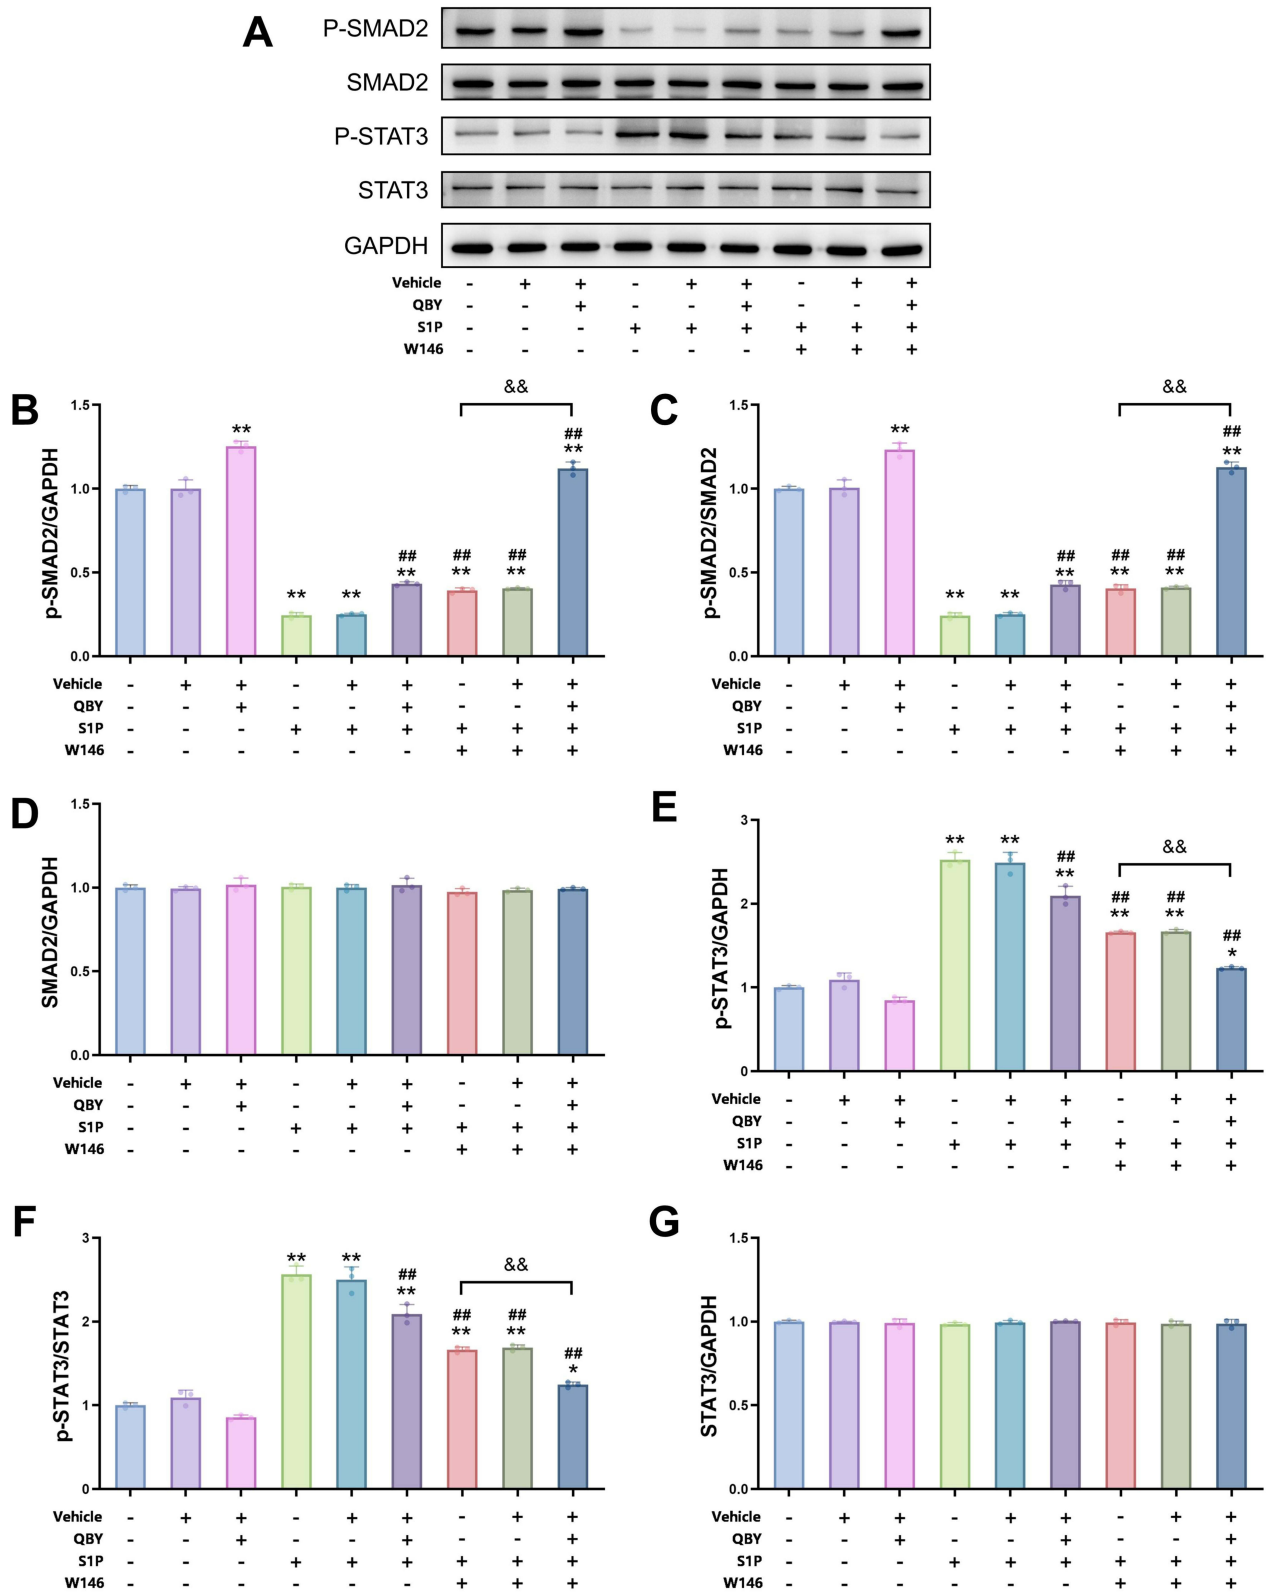 A
P-SMAD2
SMAD2
P-STAT3
STAT3
GAPDH
Vehicle - + + - + + - + +
QBY - - + - - + - - +
S1P - - - + + + + + +
W146 - - - - - - + + +
B
p-SMAD2/GAPDH
1.5
1.0
0.5
0.0
&&
** ** ** ## ** ## ** ## ** ## **
Vehicle - + + - + + - + +
QBY - - + - - + - - +
S1P - - - + + + + + +
W146 - - - - - - + + +
C
p-SMAD2/SMAD2
1.5
1.0
0.5
0.0
&&
** ** ** ## ** ## ** ## ** ## **
Vehicle - + + - + + - + +
QBY - - + - - + - - +
S1P - - - + + + + + +
W146 - - - - - - + + +
D
SMAD2/GAPDH
1.5
1.0
0.5
0.0
Vehicle - + + - + + - + +
QBY - - + - - + - - +
S1P - - - + + + + + +
W146 - - - - - - + + +
E
p-STAT3/GAPDH
3
2
1
0
&&
** ** ## ** ## ** ## ** ## *
Vehicle - + + - + + - + +
QBY - - + - - + - - +
S1P - - - + + + + + +
W146 - - - - - - + + +
F
p-STAT3/STAT3
3
2
1
0
&&
** ** ## ** ## ** ## ** ## *
Vehicle - + + - + + - + +
QBY - - + - - + - - +
S1P - - - + + + + + +
W146 - - - - - - + + +
G
STAT3/GAPDH
1.5
1.0
0.5
0.0
Vehicle - + + - + + - + +
QBY - - + - - + - - +
S1P - - - + + + + + +
W146 - - - - - - + + +